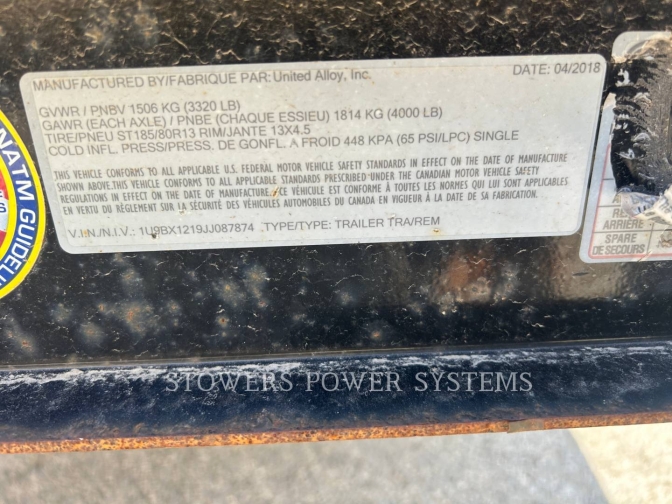 MANUFACTURED BY/FABRIQUE PAR: United Alloy, Inc.
DATE: 04/2018
GVWR / PNBV 1506 KG (3320 LB)
GAWR (EACH AXLE) / PNBE (CHAQUE ESSIEU) 1814 KG (4000 LB)
TIRE/PNEU ST185/80R13 RIM/JANTE 13X4.5
COLD INFL. PRESS/PRESS. DE GONFL. A FROID 448 KPA (65 PSI/LPC) SINGLE
THIS VEHICLE CONFORMS TO ALL APPLICABLE U.S. FEDERAL MOTOR VEHICLE SAFETY STANDARDS IN EFFECT ON THE DATE OF MANUFACTURE
SHOWN ABOVE.THIS VEHICLE CONFORMS TO ALL APPLICABLE STANDARDS PRESCRIBED UNDER THE CANADIAN MOTOR VEHICLE SAFETY
REGULATIONS IN EFFECT ON THE DATE OF MANUFACTURE./CE VÉHICULE EST CONFORME À TOUTES LES NORMES QUI LUI SONT APPLICABLES
EN VERTU DU RÈGLEMENT SUR LA SÉCURITÉ DES VÉHICULES AUTOMOBILES DU CANADA EN VIGUEUR À LA DATE DE SA FABRICATION.
V.I.N./N.I.V.: 1U9BX1219JJ087874 TYPE/TYPE: TRAILER TRA/REM
NATM GUIDELI
ARRIÈRE
SPARE
DE SECOURS
STOWERS POWER SYSTEMS